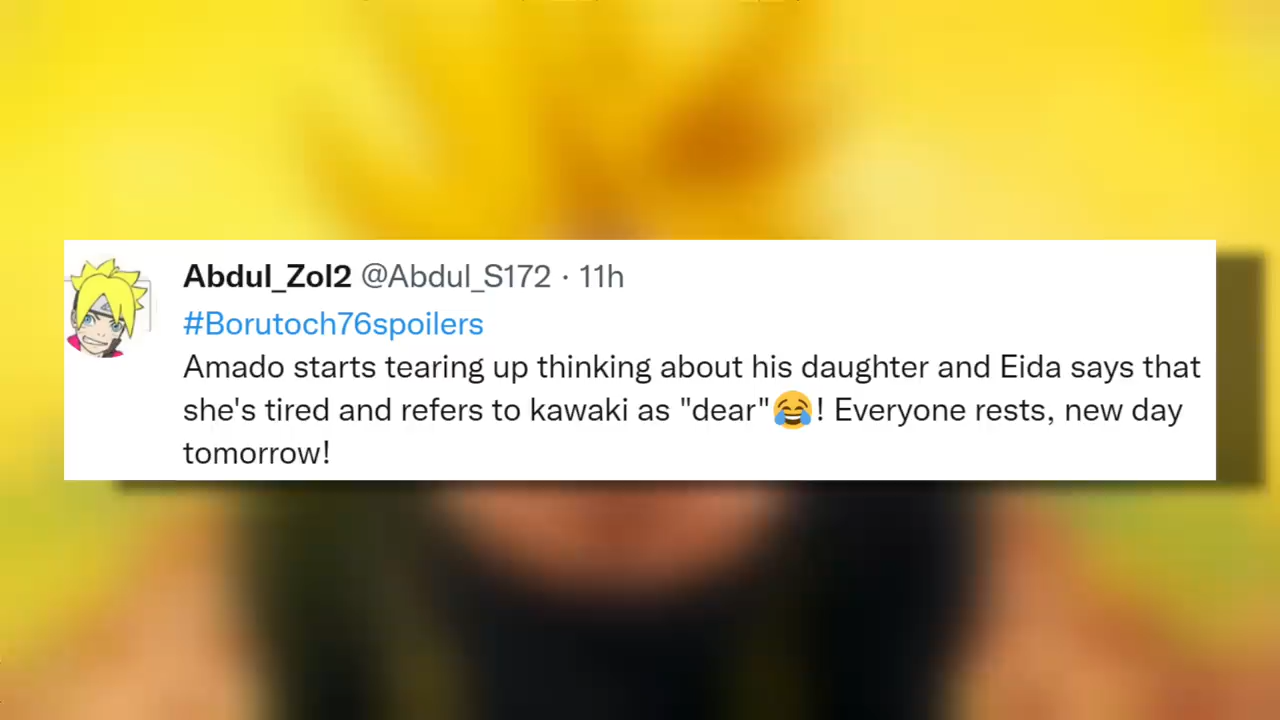 Abdul_Zol2 @Abdul_S172 · 11h
#Borutoch76spoilers
Amado starts tearing up thinking about his daughter and Eida says that
she's tired and refers to kawaki as "dear"😂! Everyone rests, new day
tomorrow!